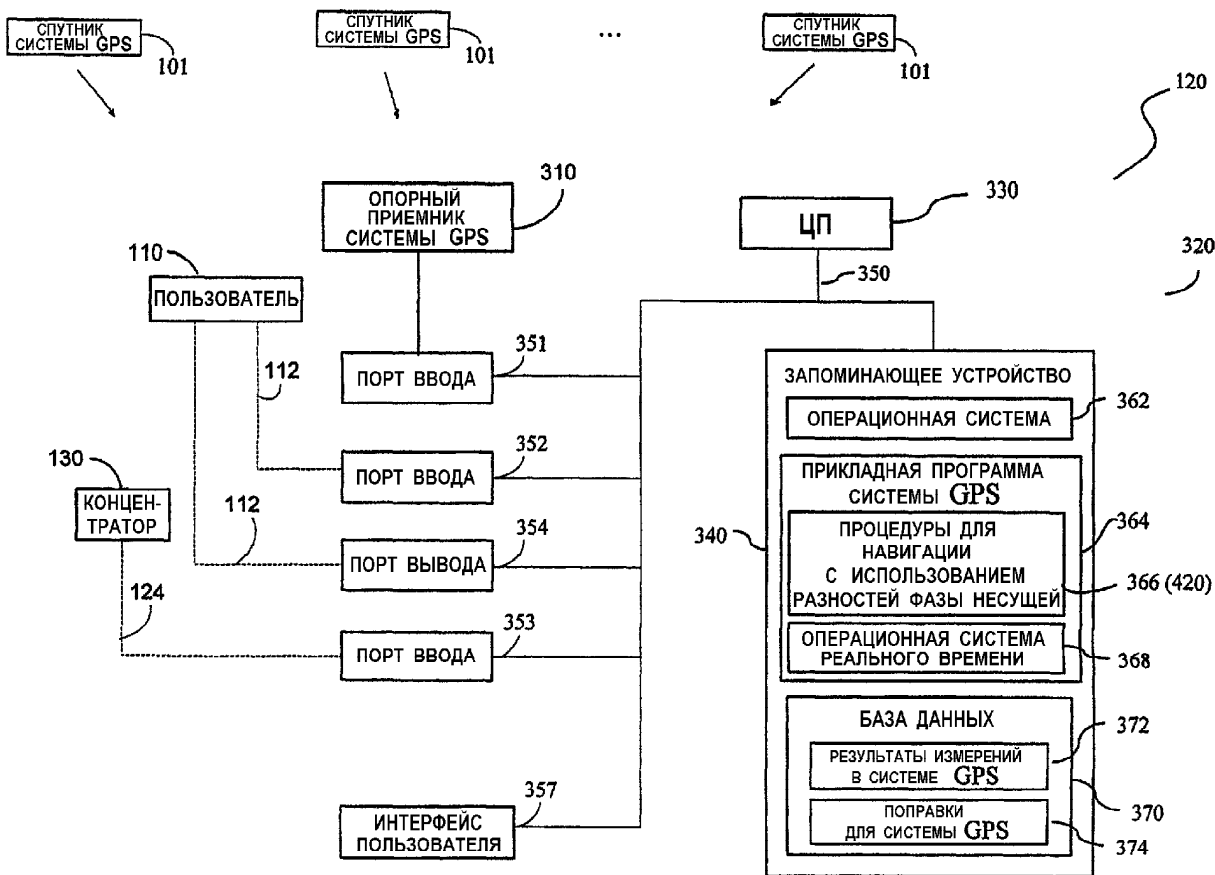 СПУТНИК
СИСТЕМЫ GPS
101
СПУТНИК
СИСТЕМЫ GPS
101
...
СПУТНИК
СИСТЕМЫ GPS
101
120
310
ОПОРНЫЙ
ПРИЕМНИК
СИСТЕМЫ GPS
330
ЦП
350
320
110
ПОЛЬЗОВАТЕЛЬ
112
351
ПОРТ ВВОДА
352
ПОРТ ВВОДА
130
КОНЦЕН-
ТРАТОР
112
354
ПОРТ ВЫВОДА
124
353
ПОРТ ВВОДА
357
ИНТЕРФЕЙС
ПОЛЬЗОВАТЕЛЯ
340
ЗАПОМИНАЮЩЕЕ УСТРОЙСТВО
ОПЕРАЦИОННАЯ СИСТЕМА
362
ПРИКЛАДНАЯ ПРОГРАММА
СИСТЕМЫ GPS
364
ПРОЦЕДУРЫ ДЛЯ
НАВИГАЦИИ
С ИСПОЛЬЗОВАНИЕМ
РАЗНОСТЕЙ ФАЗЫ НЕСУЩЕЙ
366 (420)
ОПЕРАЦИОННАЯ СИСТЕМА
РЕАЛЬНОГО ВРЕМЕНИ
368
БАЗА ДАННЫХ
372
РЕЗУЛЬТАТЫ ИЗМЕРЕНИЙ
В СИСТЕМЕ GPS
370
ПОПРАВКИ
ДЛЯ СИСТЕМЫ GPS
374